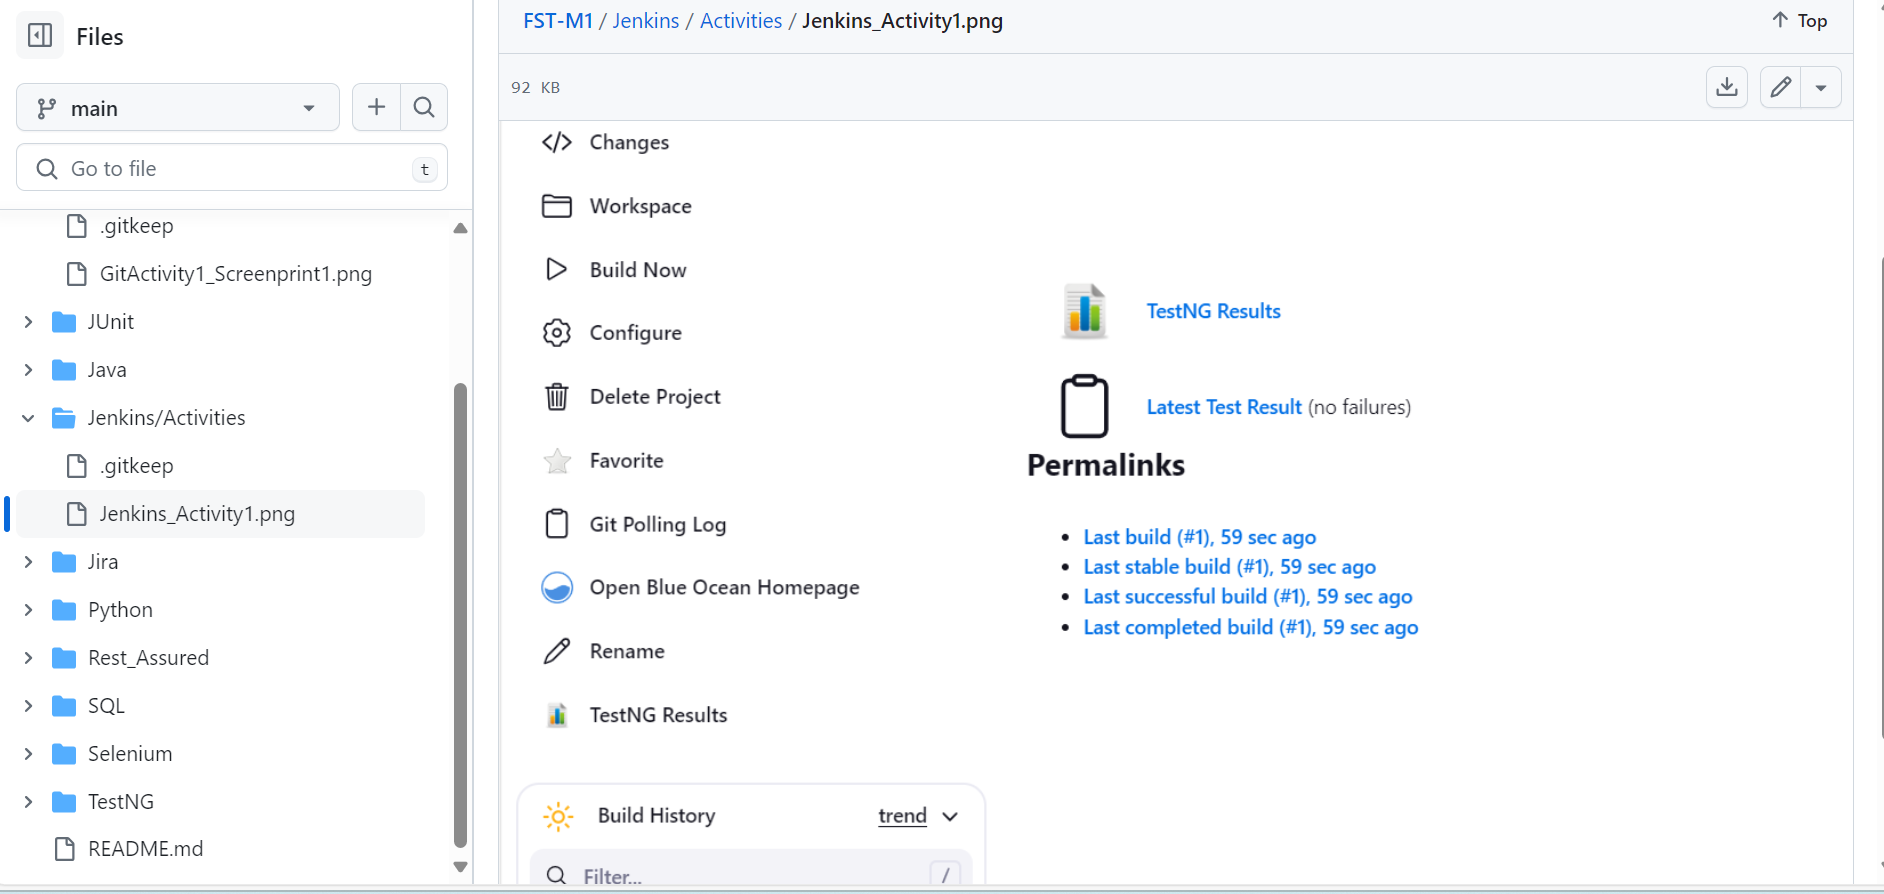 Files
main
Go to file
t
.gitkeep
GitActivity1_Screenprint1.png
JUnit
Java
Jenkins/Activities
.gitkeep
Jenkins_Activity1.png
Jira
Python
Rest_Assured
SQL
Selenium
TestNG
README.md
FST-M1 / Jenkins / Activities / Jenkins_Activity1.png
Top
92 KB
Changes
Workspace
Build Now
Configure
Delete Project
Favorite
Git Polling Log
Open Blue Ocean Homepage
Rename
TestNG Results
Build History
trend
Filter...
/
TestNG Results
Latest Test Result (no failures)
Permalinks
• Last build (#1), 59 sec ago
• Last stable build (#1), 59 sec ago
• Last successful build (#1), 59 sec ago
• Last completed build (#1), 59 sec ago